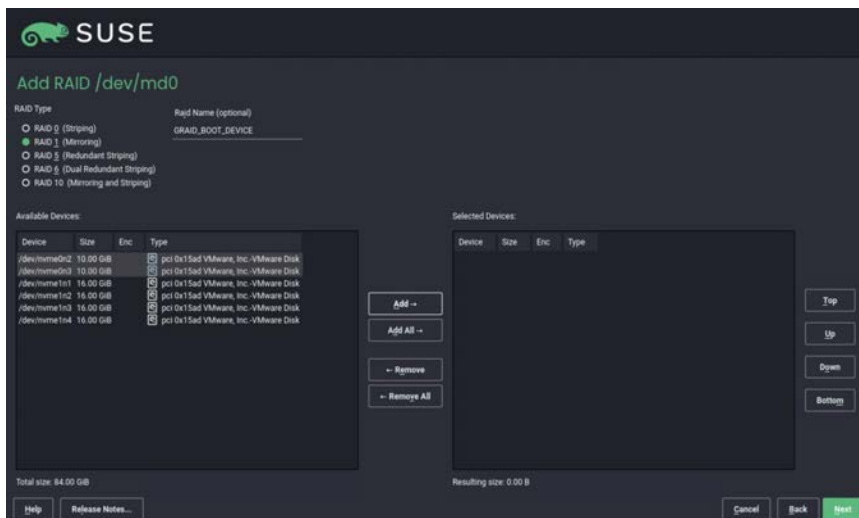 SUSE
Add RAID /dev/md0
RAID Type
RAID 0 (Striping)
RAID 1 (Mirroring)
RAID 5 (Redundant Striping)
RAID 6 (Dual Redundant Striping)
RAID 10 (Mirroring and Striping)
Raid Name (optional)
GRAID_BOOT_DEVICE
Available Devices:
Device Size Enc Type
/dev/nvme0n2 10.00 GiB pci 0x15ad VMware, Inc.-VMware Disk
/dev/nvme0n3 10.00 GiB pci 0x15ad VMware, Inc.-VMware Disk
/dev/nvme1n1 16.00 GiB pci 0x15ad VMware, Inc.-VMware Disk
/dev/nvme1n2 16.00 GiB pci 0x15ad VMware, Inc.-VMware Disk
/dev/nvme1n3 16.00 GiB pci 0x15ad VMware, Inc.-VMware Disk
/dev/nvme1n4 16.00 GiB pci 0x15ad VMware, Inc.-VMware Disk
Total size: 84.00 GiB
Add →
Add All →
← Remove
← Remove All
Selected Devices:
Device Size Enc Type
Resulting size: 0.00 B
Top
Up
Down
Bottom
Help
Release Notes...
Cancel
Back
Next